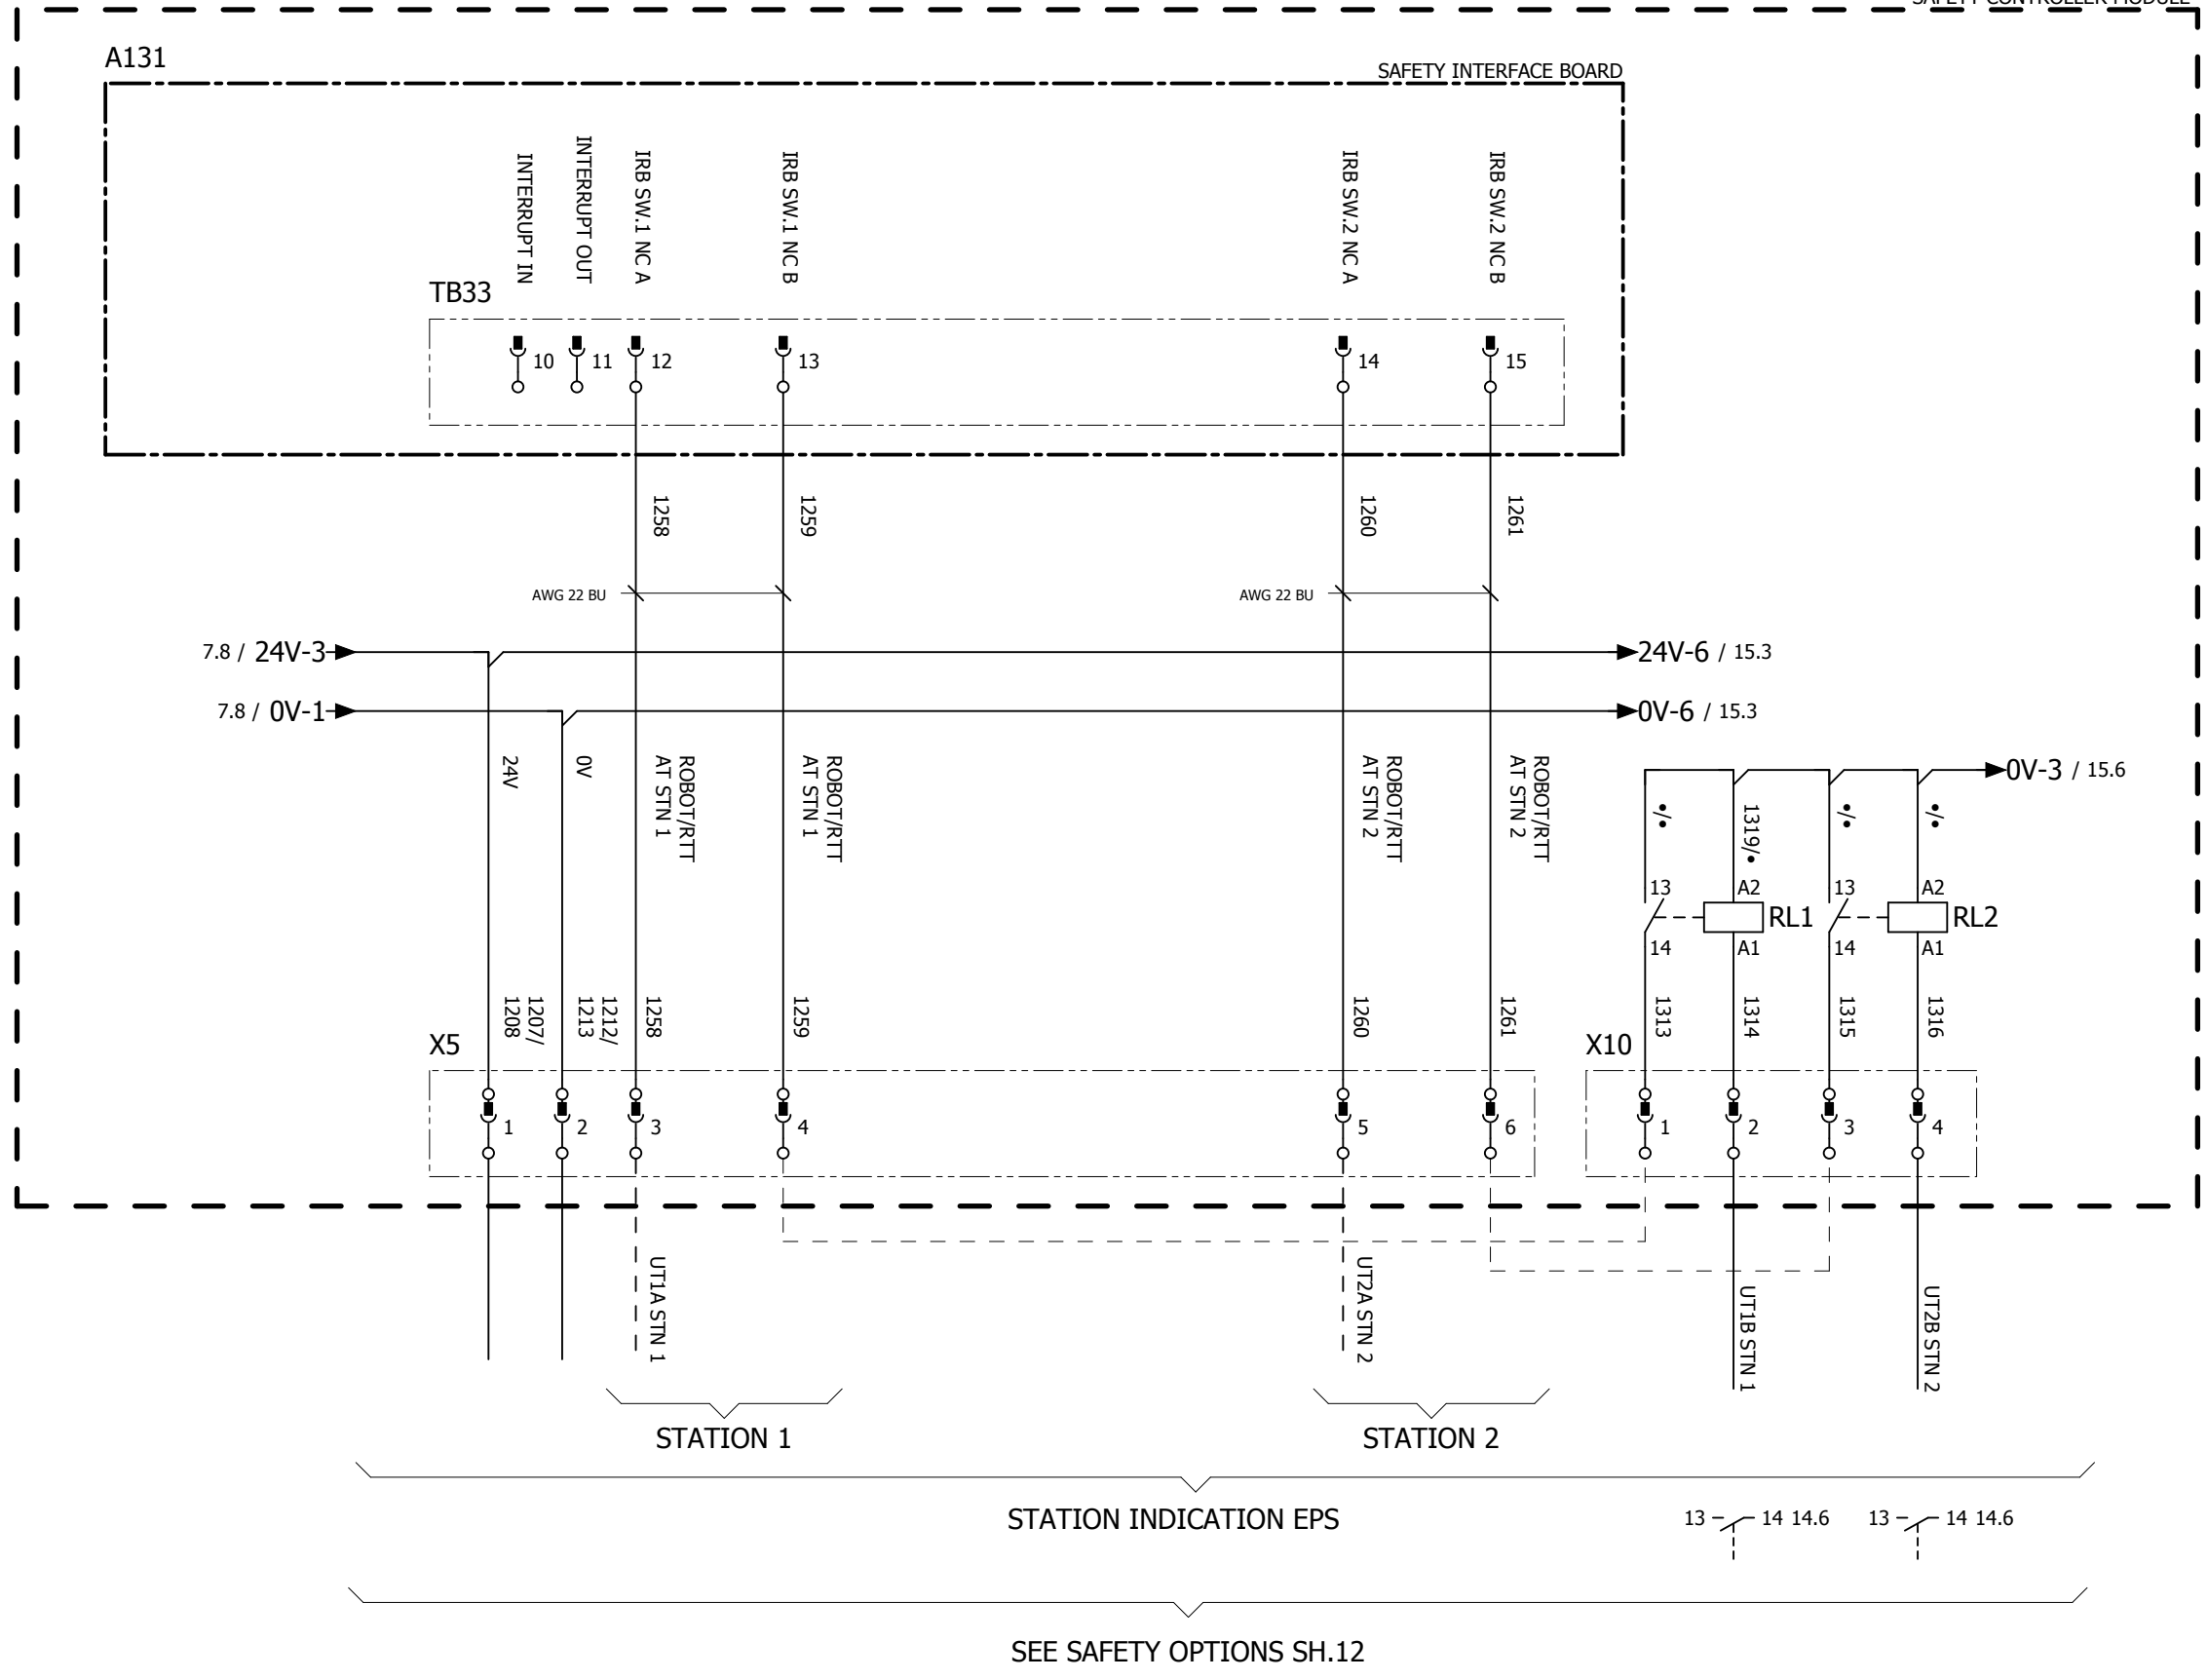 SAFETY CONTROLLER MODULE
A131
SAFETY INTERFACE BOARD
INTERRUPT IN
INTERRUPT OUT
IRB SW.1 NC A
IRB SW.1 NC B
IRB SW.2 NC A
IRB SW.2 NC B
TB33
10
11
12
13
14
15
1258
1259
1260
1261
AWG 22 BU
AWG 22 BU
7.8 / 24V-3
24V-6 / 15.3
7.8 / 0V-1
0V-6 / 15.3
0V-3 / 15.6
24V
0V
ROBOT/RTT
AT STN 1
ROBOT/RTT
AT STN 1
ROBOT/RTT
AT STN 2
ROBOT/RTT
AT STN 2
•/•
1319/•
•/•
•/•
13
A2
13
A2
RL1
RL2
14
A1
14
A1
1207/
1208
1212/
1213
1258
1259
1260
1261
1313
1314
1315
1316
X5
X10
1
2
3
4
5
6
1
2
3
4
UT1A STN 1
UT2A STN 2
UT1B STN 1
UT2B STN 2
STATION 1
STATION 2
STATION INDICATION EPS
13
14 14.6
13
14 14.6
SEE SAFETY OPTIONS SH.12